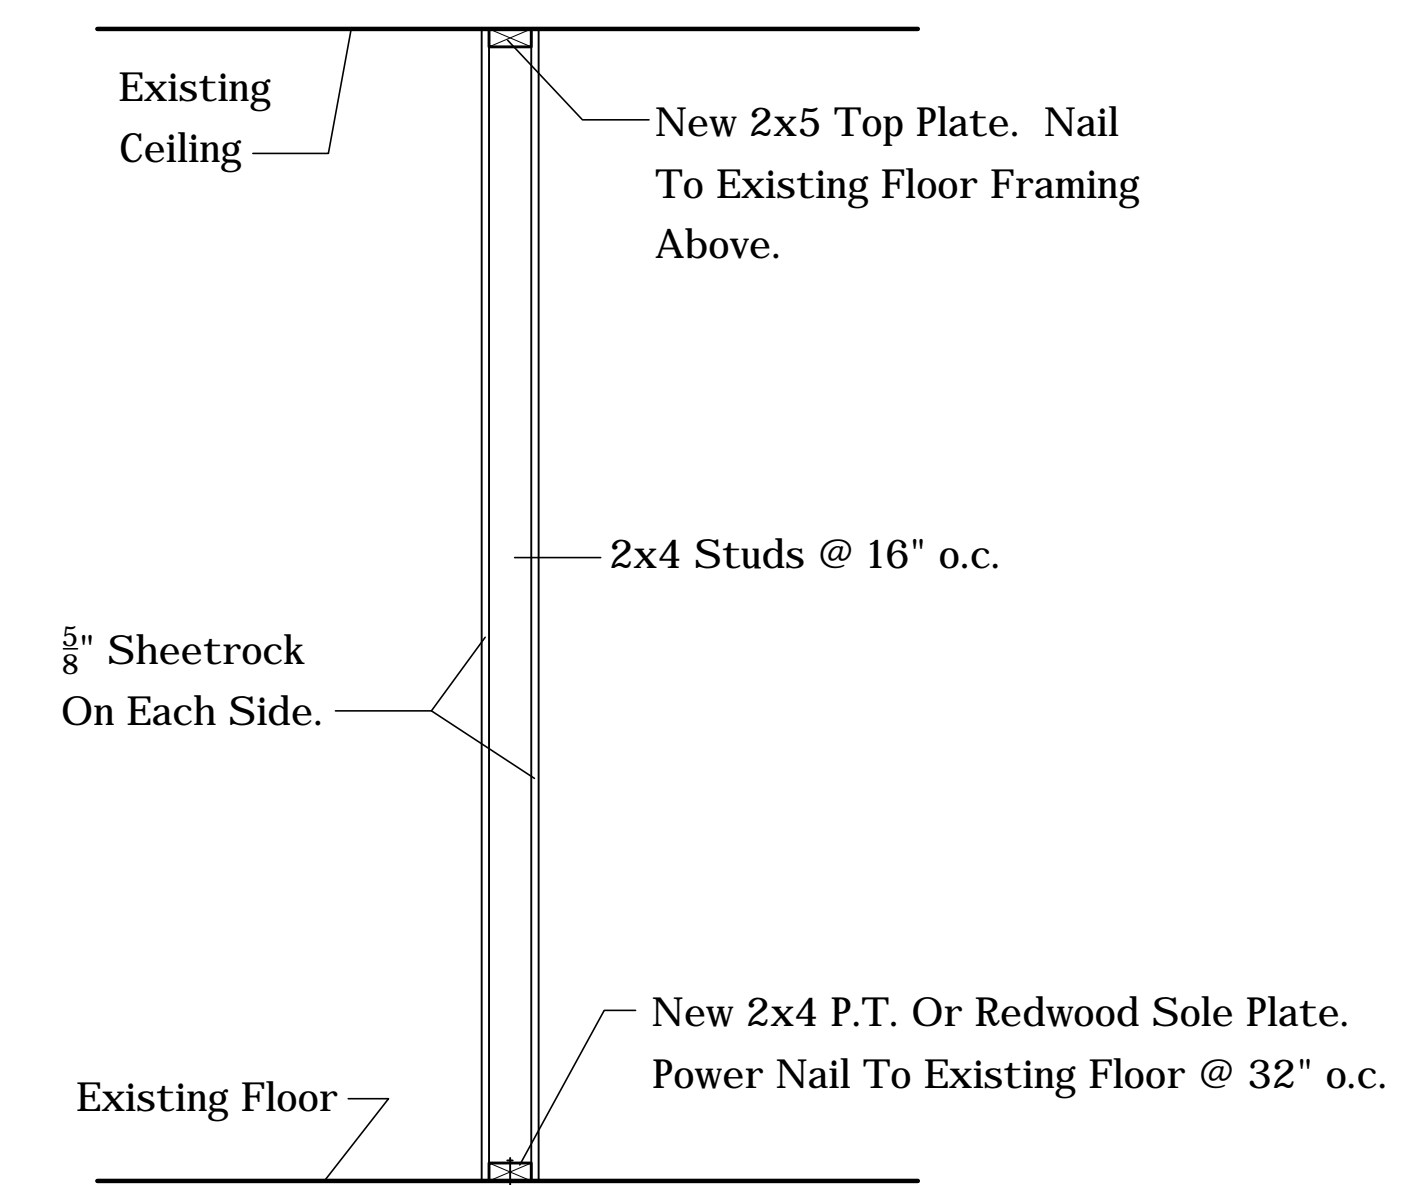 Existing
Ceiling
New 2x5 Top Plate.  Nail
To Existing Floor Framing
Above.
2x4 Studs @ 16" o.c.
5/8" Sheetrock
On Each Side.
New 2x4 P.T. Or Redwood Sole Plate.
Power Nail To Existing Floor @ 32" o.c.
Existing Floor